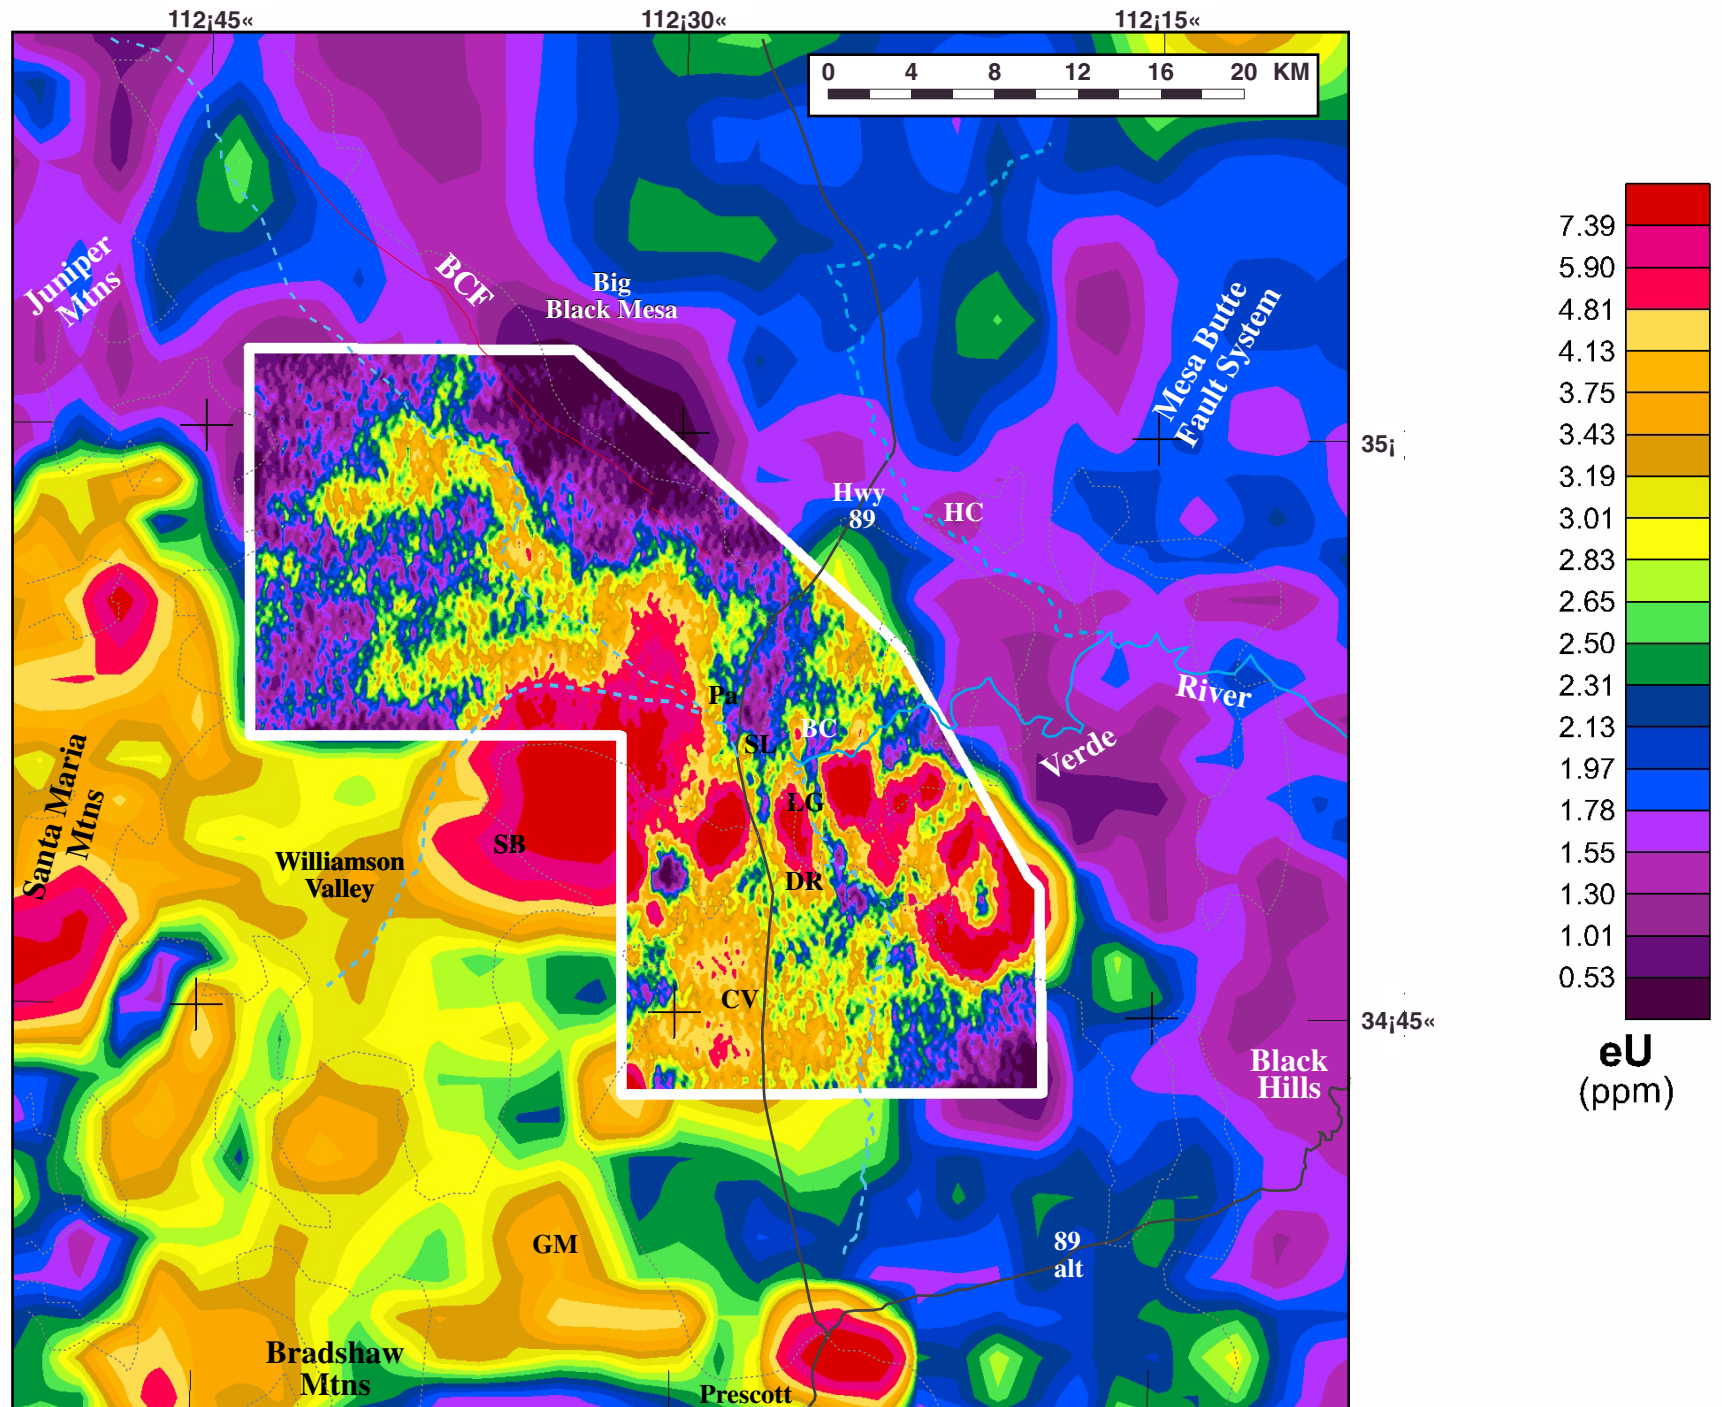 112¡45«
112¡30«
112¡15«
0 4 8 12 16 20 KM
Juniper
Mtns
BCF
Big
Black Mesa
Mesa Butte
Fault System
35¡
Hwy
89
HC
River
Verde
Pa
SL
BC
LG
DR
SB
CV
Santa Maria
Mtns
Williamson
Valley
34¡45«
Black
Hills
GM
89
alt
Bradshaw
Mtns
Prescott
7.39
5.90
4.81
4.13
3.75
3.43
3.19
3.01
2.83
2.65
2.50
2.31
2.13
1.97
1.78
1.55
1.30
1.01
0.53
eU
(ppm)